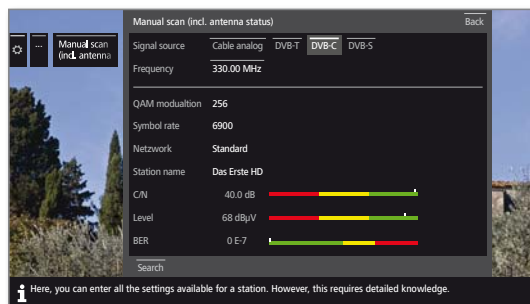 Manual scan (incl. antenna status) Back
... Manual scan
(incl. antenna
Signal source Cable analog DVB-T DVB-C DVB-S
Frequency 330.00 MHz
QAM modualtion 256
Symbol rate 6900
Netzwork Standard
Station name Das Erste HD
C/N 40.0 dB
Level 68 dBµV
BER 0 E-7
Search
i Here, you can enter all the settings available for a station. However, this requires detailed knowledge.